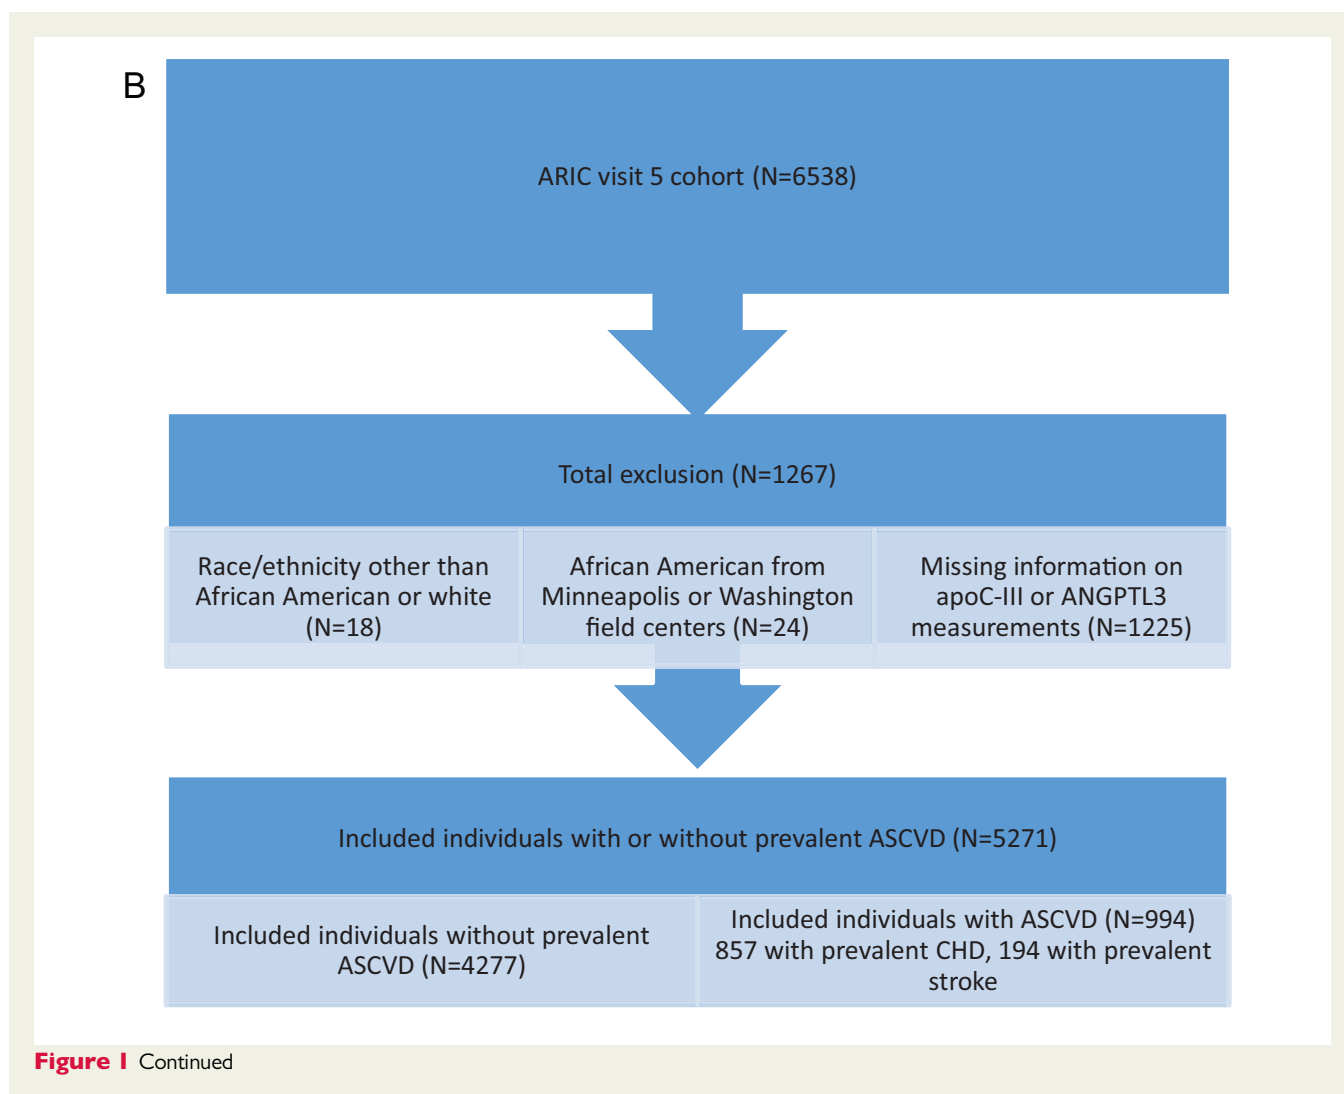 B
ARIC visit 5 cohort (N=6538)
Total exclusion (N=1267)
Race/ethnicity other than
African American or white
(N=18)
African American from
Minneapolis or Washington
field centers (N=24)
Missing information on
apoC-III or ANGPTL3
measurements (N=1225)
Included individuals with or without prevalent ASCVD (N=5271)
Included individuals without prevalent
ASCVD (N=4277)
Included individuals with ASCVD (N=994)
857 with prevalent CHD, 194 with prevalent
stroke
Figure 1 Continued